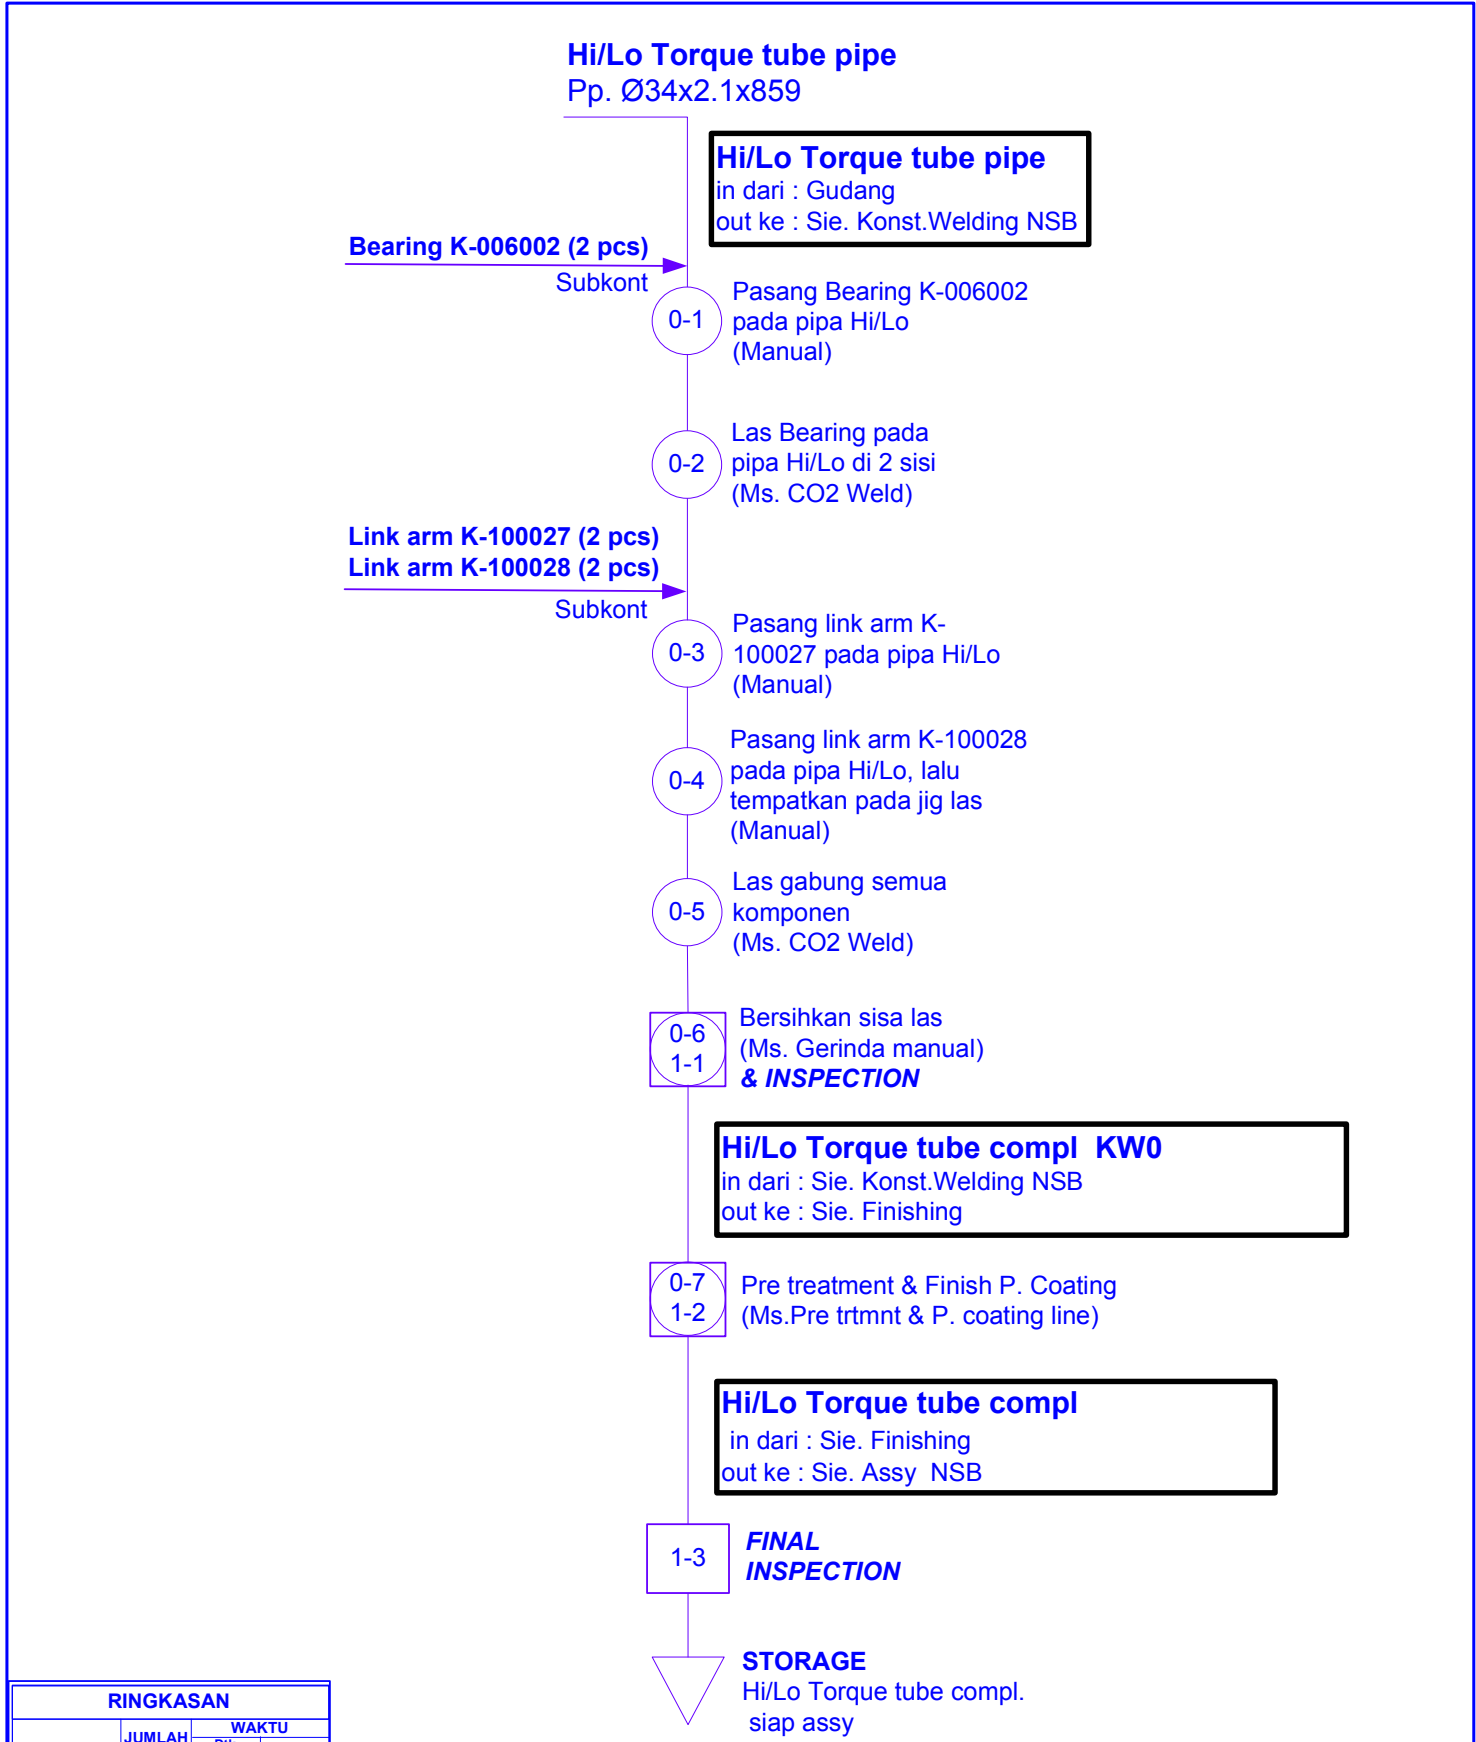 Hi/Lo Torque tube pipe
Pp. Ø34x2.1x859
Hi/Lo Torque tube pipe
in dari : Gudang
out ke : Sie. Konst.Welding NSB
Bearing K-006002 (2 pcs)
Subkont
0-1
Pasang Bearing K-006002
pada pipa Hi/Lo
(Manual)
0-2
Las Bearing pada
pipa Hi/Lo di 2 sisi
(Ms. CO2 Weld)
Link arm K-100027 (2 pcs)
Link arm K-100028 (2 pcs)
Subkont
0-3
Pasang link arm K-
100027 pada pipa Hi/Lo
(Manual)
0-4
Pasang link arm K-100028
pada pipa Hi/Lo, lalu
tempatkan pada jig las
(Manual)
0-5
Las gabung semua
komponen
(Ms. CO2 Weld)
0-6
1-1
Bersihkan sisa las
(Ms. Gerinda manual)
& INSPECTION
Hi/Lo Torque tube compl  KW0
in dari : Sie. Konst.Welding NSB
out ke : Sie. Finishing
0-7
1-2
Pre treatment & Finish P. Coating
(Ms.Pre trtmnt & P. coating line)
Hi/Lo Torque tube compl
in dari : Sie. Finishing
out ke : Sie. Assy  NSB
1-3
FINAL
INSPECTION
STORAGE
Hi/Lo Torque tube compl.
siap assy
RINGKASAN
JUMLAH
WAKTU